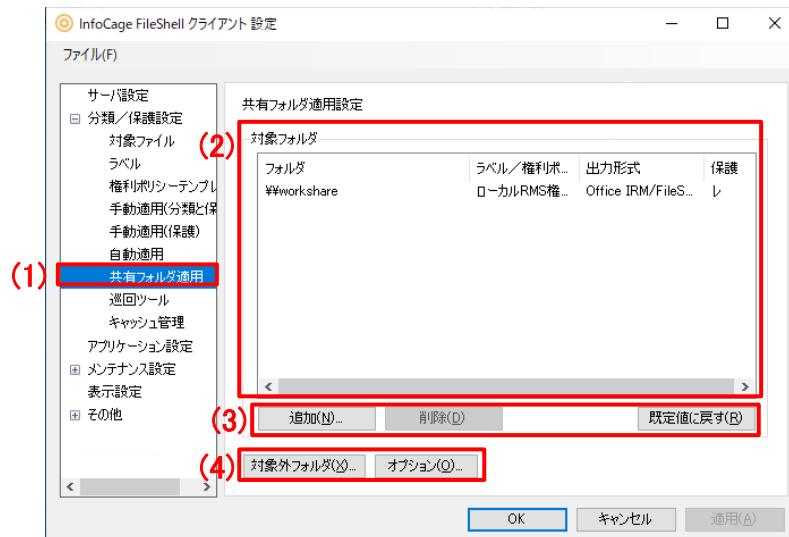 InfoCage FileShell クライアント 設定
ファイル(F)
サーバ設定
分類／保護設定
対象ファイル
ラベル
権利ポリシーテンプレ
手動適用(分類と保
手動適用(保護)
自動適用
(1)
共有フォルダ適用
巡回ツール
キャッシュ管理
アプリケーション設定
メンテナンス設定
表示設定
その他
共有フォルダ適用設定
(2)
対象フォルダ
フォルダ ラベル／権利ポ... 出力形式 保護
¥¥workshare ローカルRMS権... Office IRM/FileS... レ
(3)
追加(N)... 削除(D) 既定値に戻す(R)
(4)
対象外フォルダ(X)... オプション(O)...
OK キャンセル 適用(A)